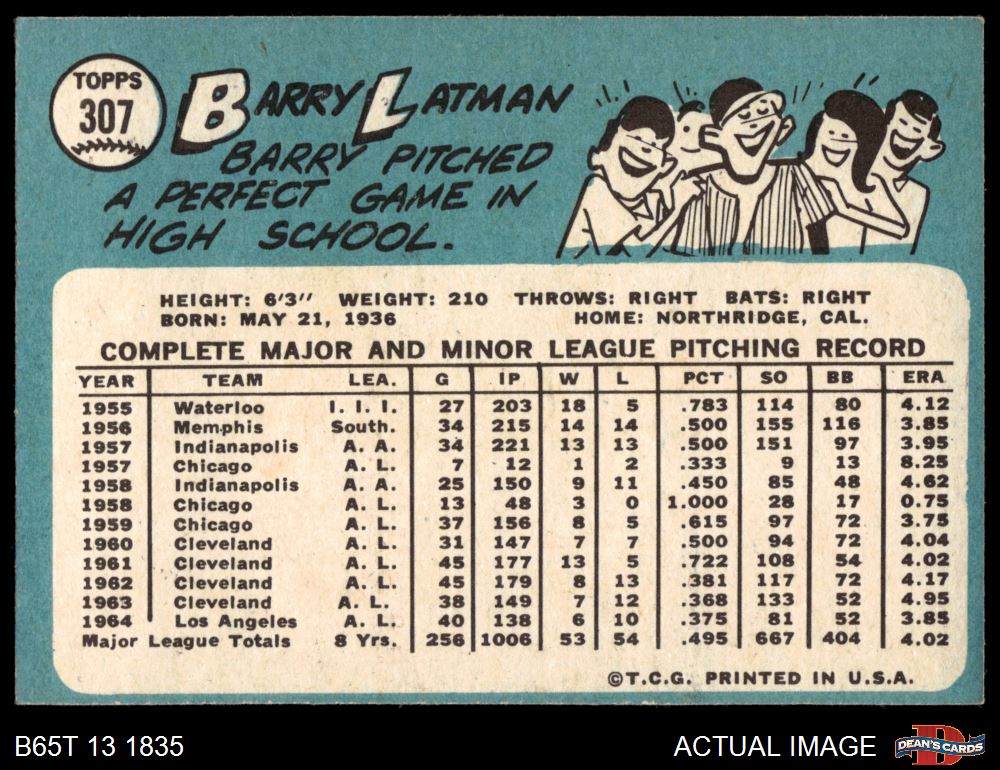 TOPPS
307
BARRY LATMAN
BARRY PITCHED
A PERFECT GAME IN
HIGH SCHOOL.
HEIGHT: 6'3" WEIGHT: 210 THROWS: RIGHT BATS: RIGHT
BORN: MAY 21, 1936 HOME: NORTHRIDGE, CAL.
COMPLETE MAJOR AND MINOR LEAGUE PITCHING RECORD
YEAR TEAM LEA. G IP W L PCT SO BB ERA
1955 Waterloo I. I. I. 27 203 18 5 .783 114 80 4.12
1956 Memphis South. 34 215 14 14 .500 155 116 3.85
1957 Indianapolis A. A. 34 221 13 13 .500 151 97 3.95
1957 Chicago A. L. 7 12 1 2 .333 9 13 8.25
1958 Indianapolis A. A. 25 150 9 11 .450 85 48 4.62
1958 Chicago A. L. 13 48 3 0 1.000 28 17 0.75
1959 Chicago A. L. 37 156 8 5 .615 97 72 3.75
1960 Cleveland A. L. 31 147 7 7 .500 94 72 4.04
1961 Cleveland A. L. 45 177 13 5 .722 108 54 4.02
1962 Cleveland A. L. 45 179 8 13 .381 117 72 4.17
1963 Cleveland A. L. 38 149 7 12 .368 133 52 4.95
1964 Los Angeles A. L. 40 138 6 10 .375 81 52 3.85
Major League Totals 8 Yrs. 256 1006 53 54 .495 667 404 4.02
©T.C.G. PRINTED IN U.S.A.
B65T 13 1835 ACTUAL IMAGE DEAN'S CARDS